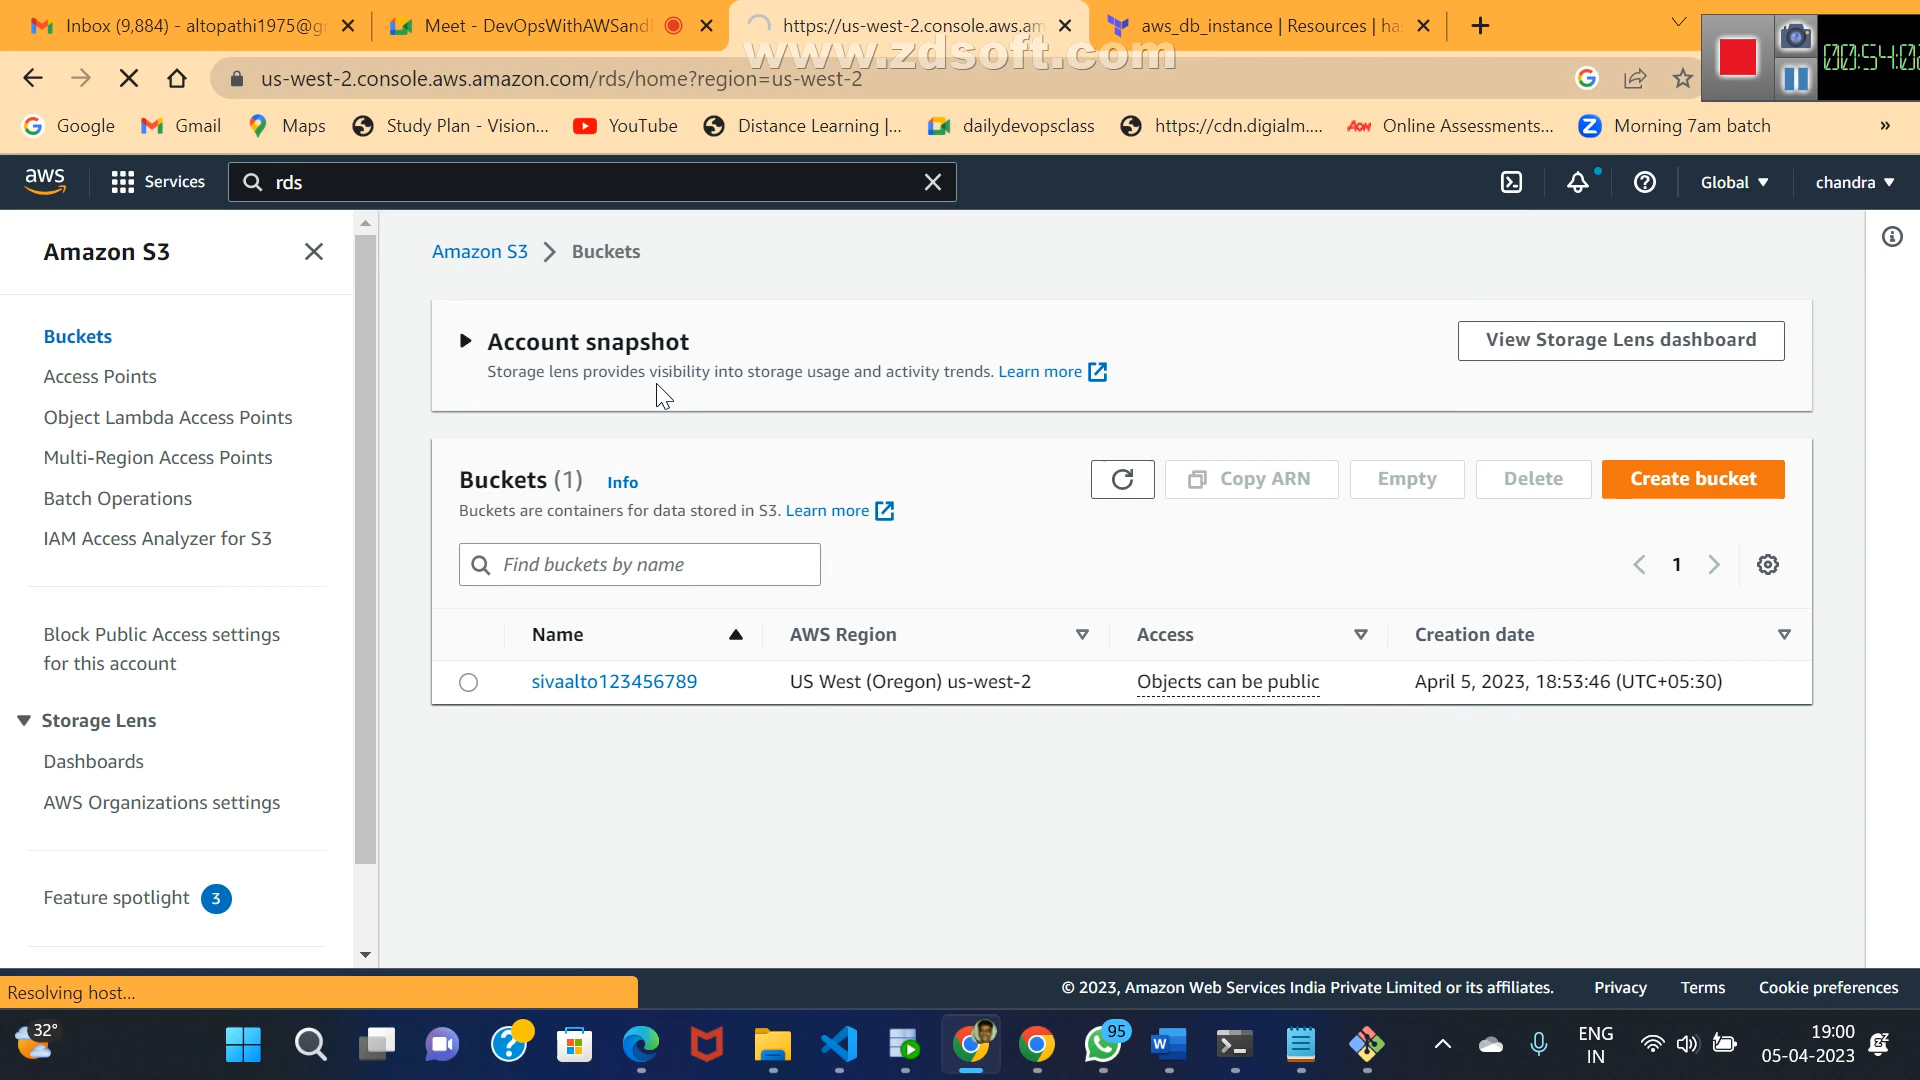 Inbox (9,884) - altopathi1975@g
Meet - DevOpsWithAWSand
https://us-west-2.console.aws.am
aws_db_instance | Resources | ha
www.zdsoft.com
us-west-2.console.aws.amazon.com/rds/home?region=us-west-2
Google
Gmail
Maps
Study Plan - Vision...
YouTube
Distance Learning |...
dailydevopsclass
https://cdn.digialm....
Online Assessments...
Morning 7am batch
»
aws
Services
rds
Global
chandra
Amazon S3
Buckets
Access Points
Object Lambda Access Points
Multi-Region Access Points
Batch Operations
IAM Access Analyzer for S3
Block Public Access settings
for this account
Storage Lens
Dashboards
AWS Organizations settings
Feature spotlight 3
Amazon S3 > Buckets
Account snapshot
Storage lens provides visibility into storage usage and activity trends. Learn more
View Storage Lens dashboard
Buckets (1) Info
Buckets are containers for data stored in S3. Learn more
Copy ARN
Empty
Delete
Create bucket
Find buckets by name
1
Name
AWS Region
Access
Creation date
sivaalto123456789
US West (Oregon) us-west-2
Objects can be public
April 5, 2023, 18:53:46 (UTC+05:30)
Resolving host...
© 2023, Amazon Web Services India Private Limited or its affiliates.
Privacy
Terms
Cookie preferences
32°
95
ENG
IN
19:00
05-04-2023